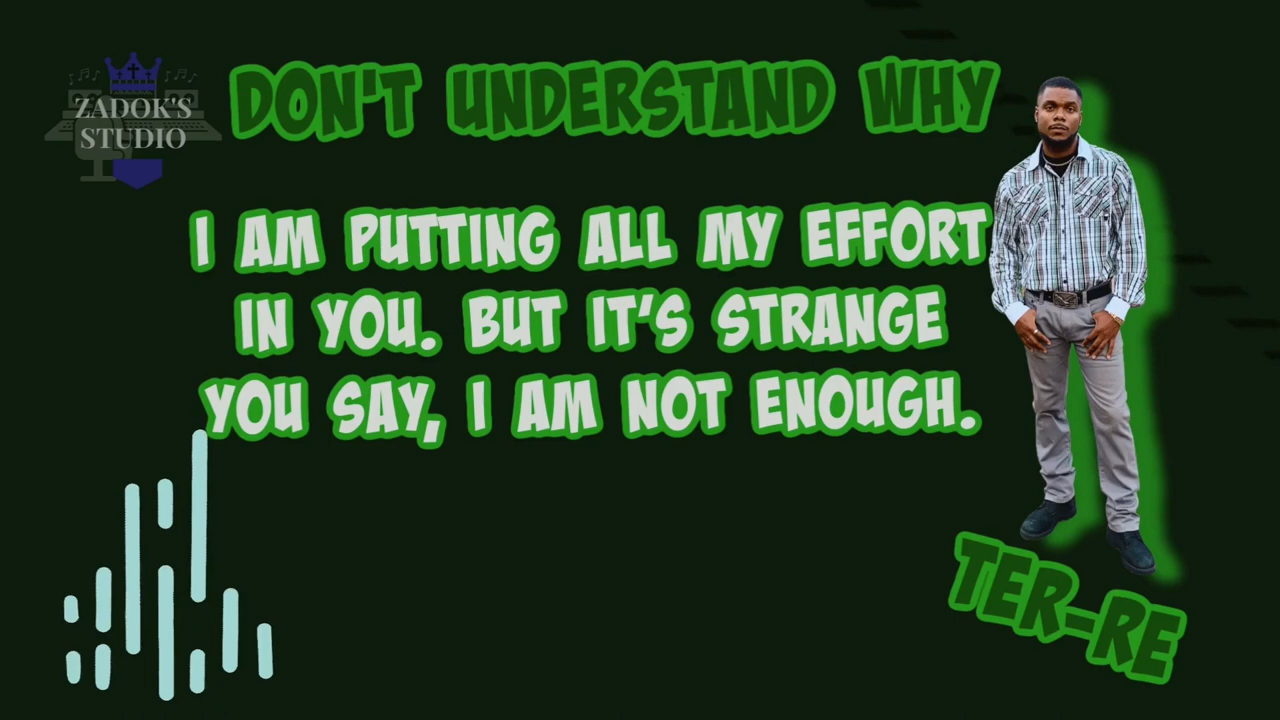 ZADOK'S
STUDIO
DON'T UNDERSTAND WHY
I AM PUTTING ALL MY EFFORT
IN YOU. BUT IT'S STRANGE
YOU SAY, I AM NOT ENOUGH.
TER-RE